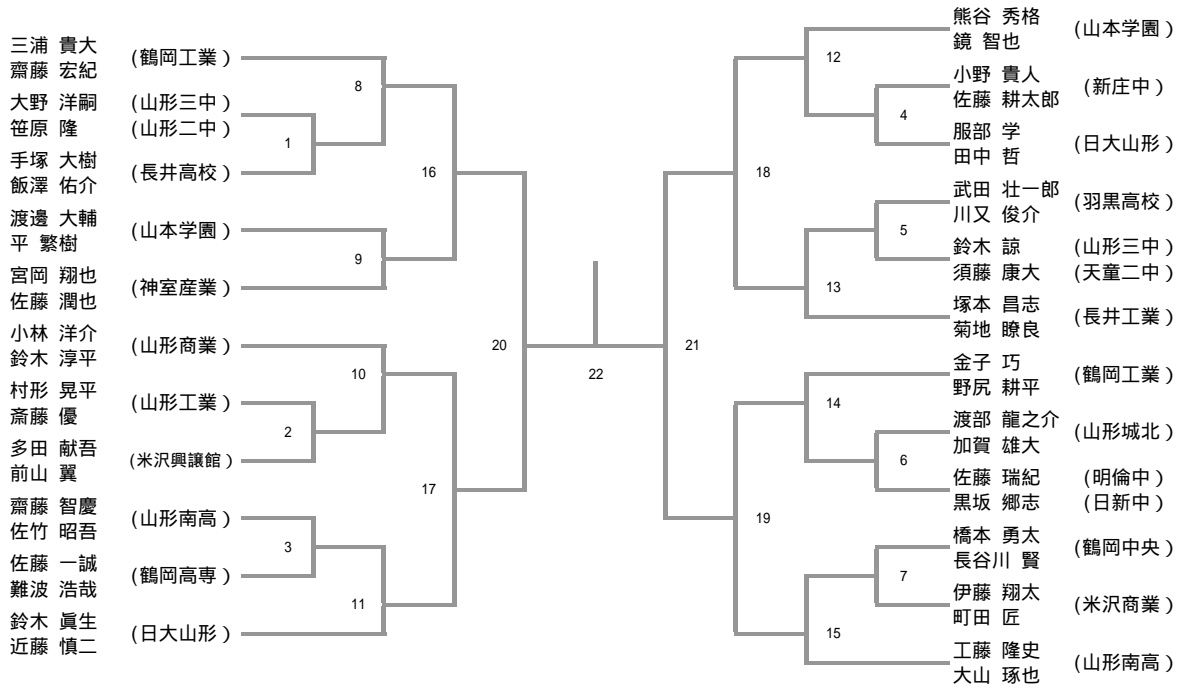 三浦 貴大
齋藤 宏紀
(鶴岡工業)
8
大野 洋嗣
(山形三中)
笹原 隆
(山形二中)
1
手塚 大樹
飯澤 佑介
(長井高校)
16
渡邊 大輔
平 繁樹
(山本学園)
9
宮岡 翔也
佐藤 潤也
(神室産業)
小林 洋介
鈴木 淳平
(山形商業)
20
10
村形 晃平
斎藤 優
(山形工業)
2
多田 献吾
前山 翼
(米沢興譲館)
17
齋藤 智慶
佐竹 昭吾
(山形南高)
3
佐藤 一誠
難波 浩哉
(鶴岡高専)
11
鈴木 眞生
近藤 慎二
(日大山形)
22
熊谷 秀格
鏡 智也
(山本学園)
12
小野 貴人
佐藤 耕太郎
(新庄中)
4
服部 学
田中 哲
(日大山形)
18
武田 壮一郎
川又 俊介
(羽黒高校)
5
鈴木 諒
(山形三中)
須藤 康大
(天童二中)
13
塚本 昌志
菊地 瞭良
(長井工業)
21
金子 巧
野尻 耕平
(鶴岡工業)
14
渡部 龍之介
加賀 雄大
(山形城北)
6
佐藤 瑞紀
(明倫中)
黒坂 郷志
(日新中)
19
橋本 勇太
長谷川 賢
(鶴岡中央)
7
伊藤 翔太
町田 匠
(米沢商業)
15
工藤 隆史
大山 琢也
(山形南高)